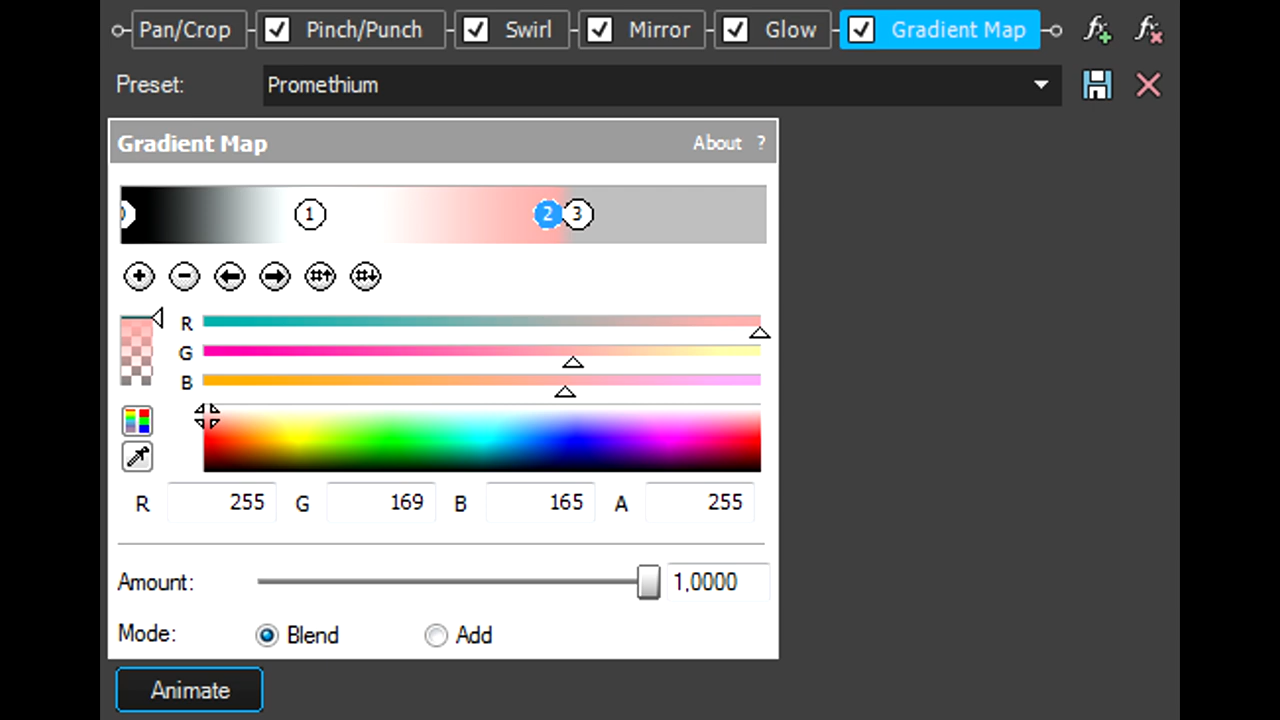 Pan/Crop Pinch/Punch Swirl Mirror Glow Gradient Map
Preset: Promethium
Gradient Map About ?
1 2 3
R
G
B
R 255 G 169 B 165 A 255
Amount: 1,0000
Mode: Blend Add
Animate